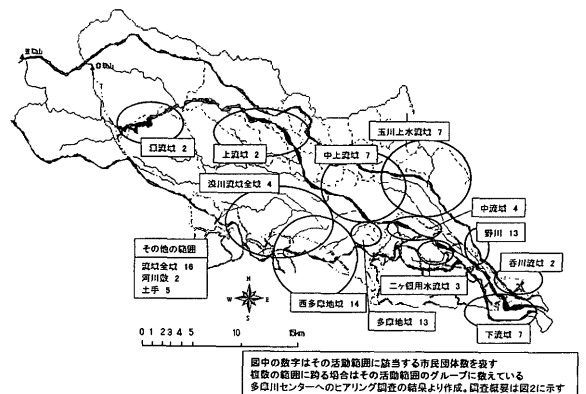 玉川上水流域 7
源流域 2
上流域 2
中上流域 7
浅川流域全域 4
中流域 4
野川 13
その他の範囲
流域全域 16
河川敷 2
土手 5
呑川流域 2
二ヶ領用水流域 3
西多摩地域 14
多摩地域 13
下流域 7
N
W E
S
0 1 2 3 4 5 10 15km
図中の数字はその活動範囲に該当する市民団体数を表す
複数の範囲に跨る場合はその活動範囲のグループに数えている
多摩川センターへのヒアリング調査の結果より作成。調査概要は図2に示す